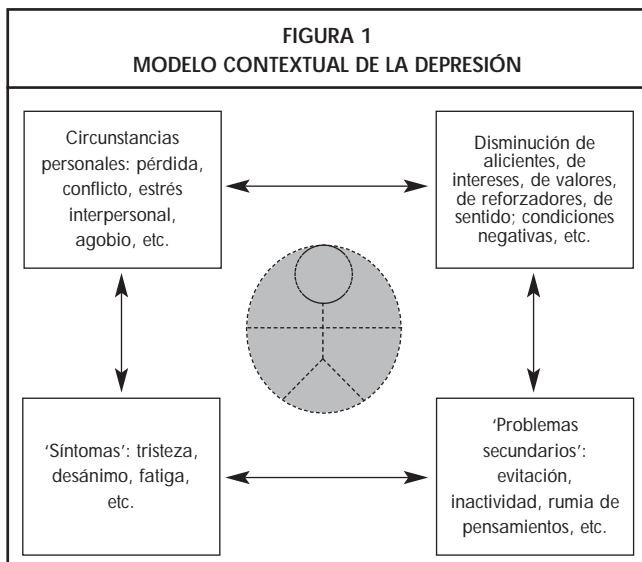 FIGURA 1
MODELO CONTEXTUAL DE LA DEPRESIÓN
Circunstancias
personales: pérdida,
conflicto, estrés
interpersonal,
agobio, etc.
Disminución de
alicientes, de
intereses, de valores,
de reforzadores, de
sentido; condiciones
negativas, etc.
‘Síntomas’: tristeza,
desánimo, fatiga,
etc.
‘Problemas
secundarios’:
evitación,
inactividad, rumia de
pensamientos, etc.